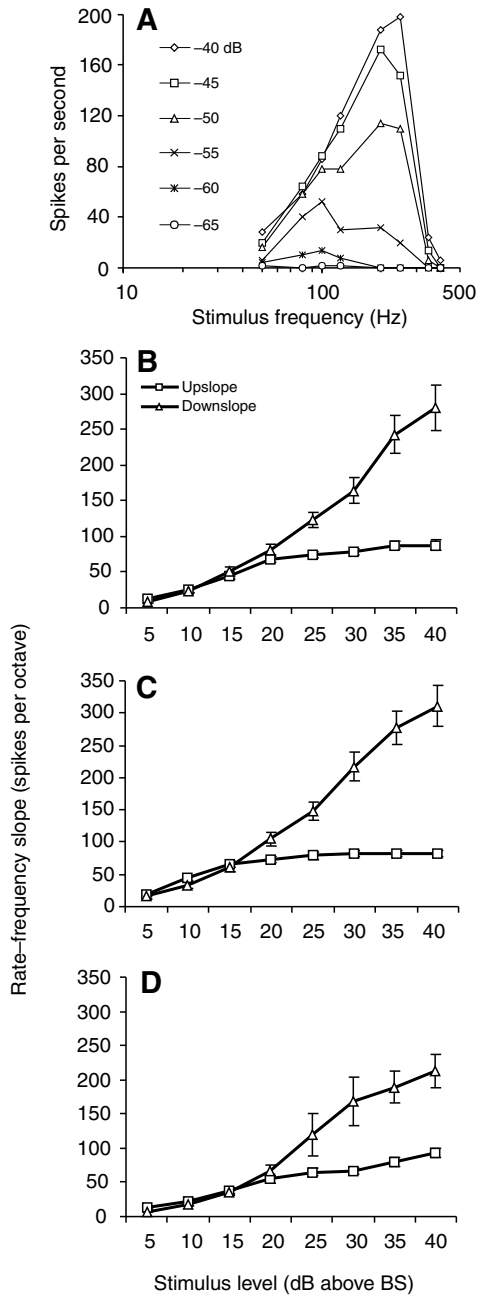 A
Spikes per second
200
160
120
80
40
0
–40 dB
–45
–50
–55
–60
–65
10
100
500
Stimulus frequency (Hz)
Rate–frequency slope (spikes per octave)
B
350
300
250
200
150
100
50
0
Upslope
Downslope
5 10 15 20 25 30 35 40
C
350
300
250
200
150
100
50
0
5 10 15 20 25 30 35 40
D
350
300
250
200
150
100
50
0
5 10 15 20 25 30 35 40
Stimulus level (dB above BS)